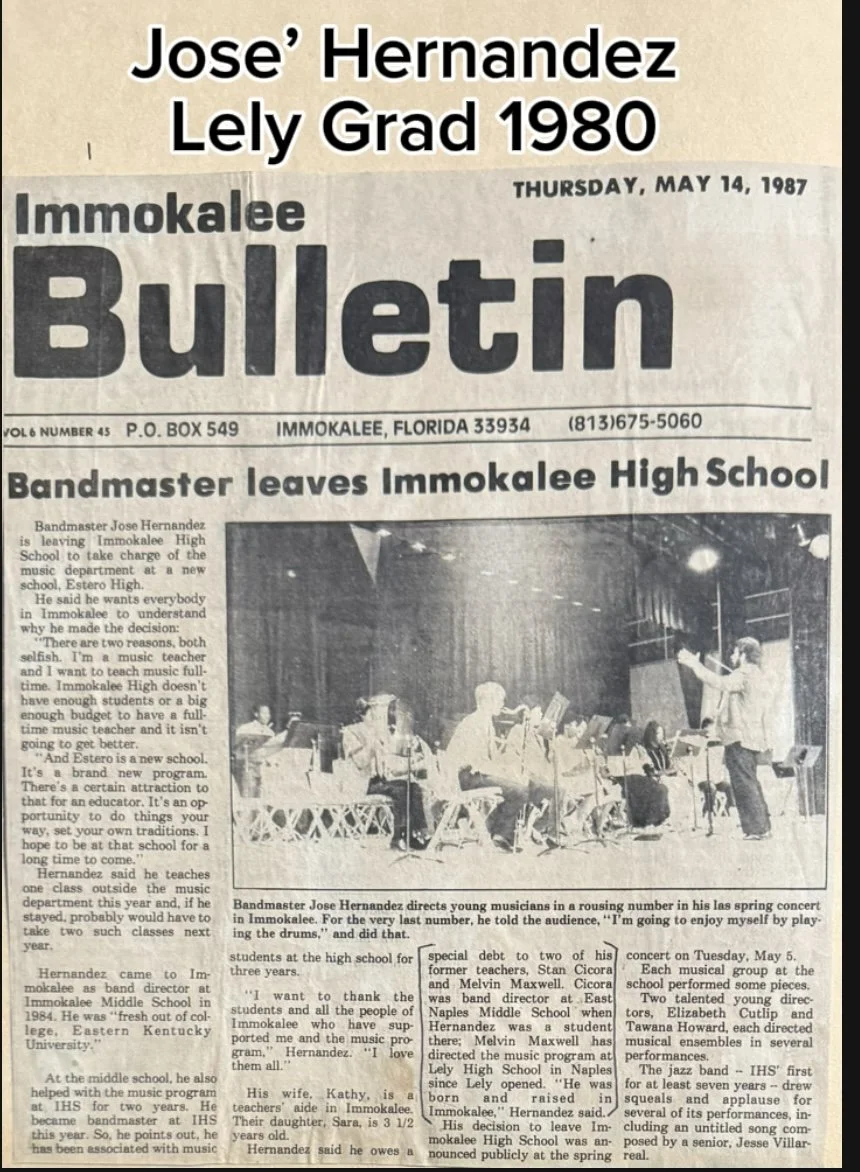 Jose’ Hernandez
Lely Grad 1980
THURSDAY, MAY 14, 1987
Immokalee
Bulletin
VOL 6 NUMBER 45 P.O. BOX 549 IMMOKALEE, FLORIDA 33934 (813)675-5060
Bandmaster leaves Immokalee High School
Bandmaster Jose Hernandez
is leaving Immokalee High
School to take charge of the
music department at a new
school, Estero High.
He said he wants everybody
in Immokalee to understand
why he made the decision:
"There are two reasons, both
selfish. I'm a music teacher
and I want to teach music full-
time. Immokalee High doesn't
have enough students or a big
enough budget to have a full-
time music teacher and it isn't
going to get better.
"And Estero is a new school.
It's a brand new program.
There's a certain attraction to
that for an educator. It's an op-
portunity to do things your
way, set your own traditions. I
hope to be at that school for a
long time to come."
Hernandez said he teaches
one class outside the music
department this year and, if he
stayed, probably would have to
take two such classes next
year.
Hernandez came to Im-
mokalee as band director at
Immokalee Middle School in
1984. He was "fresh out of col-
lege, Eastern Kentucky
University."
At the middle school, he also
helped with the music program
at IHS for two years. He
became bandmaster at IHS
this year. So, he points out, he
has been associated with music
Bandmaster Jose Hernandez directs young musicians in a rousing number in his las spring concert
in Immokalee. For the very last number, he told the audience, "I'm going to enjoy myself by play-
ing the drums," and did that.
students at the high school for
three years.
"I want to thank the
students and all the people of
Immokalee who have sup-
ported me and the music pro-
gram," Hernandez. "I love
them all."
His wife, Kathy, is a
teachers' aide in Immokalee.
Their daughter, Sara, is 3 1/2
years old.
Hernandez said he owes a
special debt to two of his
former teachers, Stan Cicora
and Melvin Maxwell. Cicora
was band director at East
Naples Middle School when
Hernandez was a student
there; Melvin Maxwell has
directed the music program at
Lely High School in Naples
since Lely opened. "He was
born and raised in
Immokalee," Hernandez said.
His decision to leave Im-
mokalee High School was an-
nounced publicly at the spring
concert on Tuesday, May 5.
Each musical group at the
school performed some pieces.
Two talented young direc-
tors, Elizabeth Cutlip and
Tawana Howard, each directed
musical ensembles in several
performances.
The jazz band -- IHS' first
for at least seven years -- drew
squeals and applause for
several of its performances, in-
cluding an untitled song com-
posed by a senior, Jesse Villar-
real.